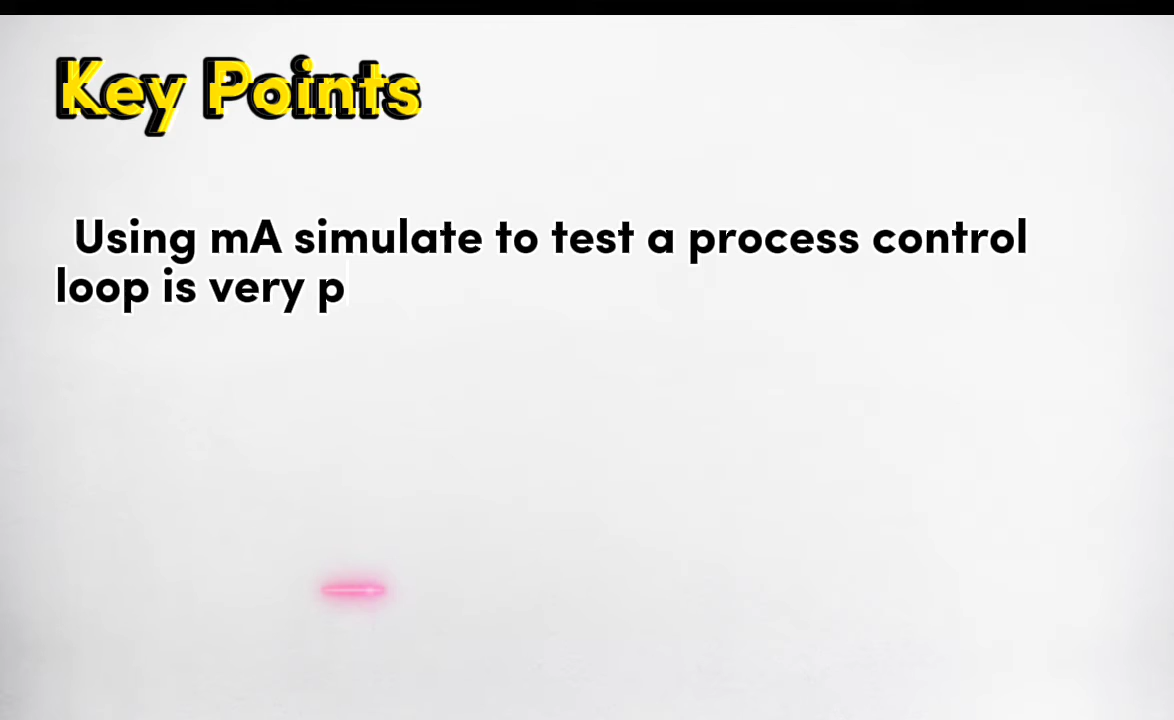 Key Points
Using mA simulate to test a process control
loop is very p